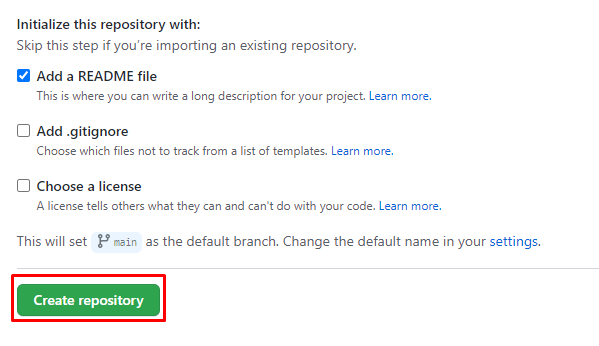 Initialize this repository with:
Skip this step if you’re importing an existing repository.
Add a README file
This is where you can write a long description for your project. Learn more.
Add .gitignore
Choose which files not to track from a list of templates. Learn more.
Choose a license
A license tells others what they can and can't do with your code. Learn more.
This will set main as the default branch. Change the default name in your settings.
Create repository